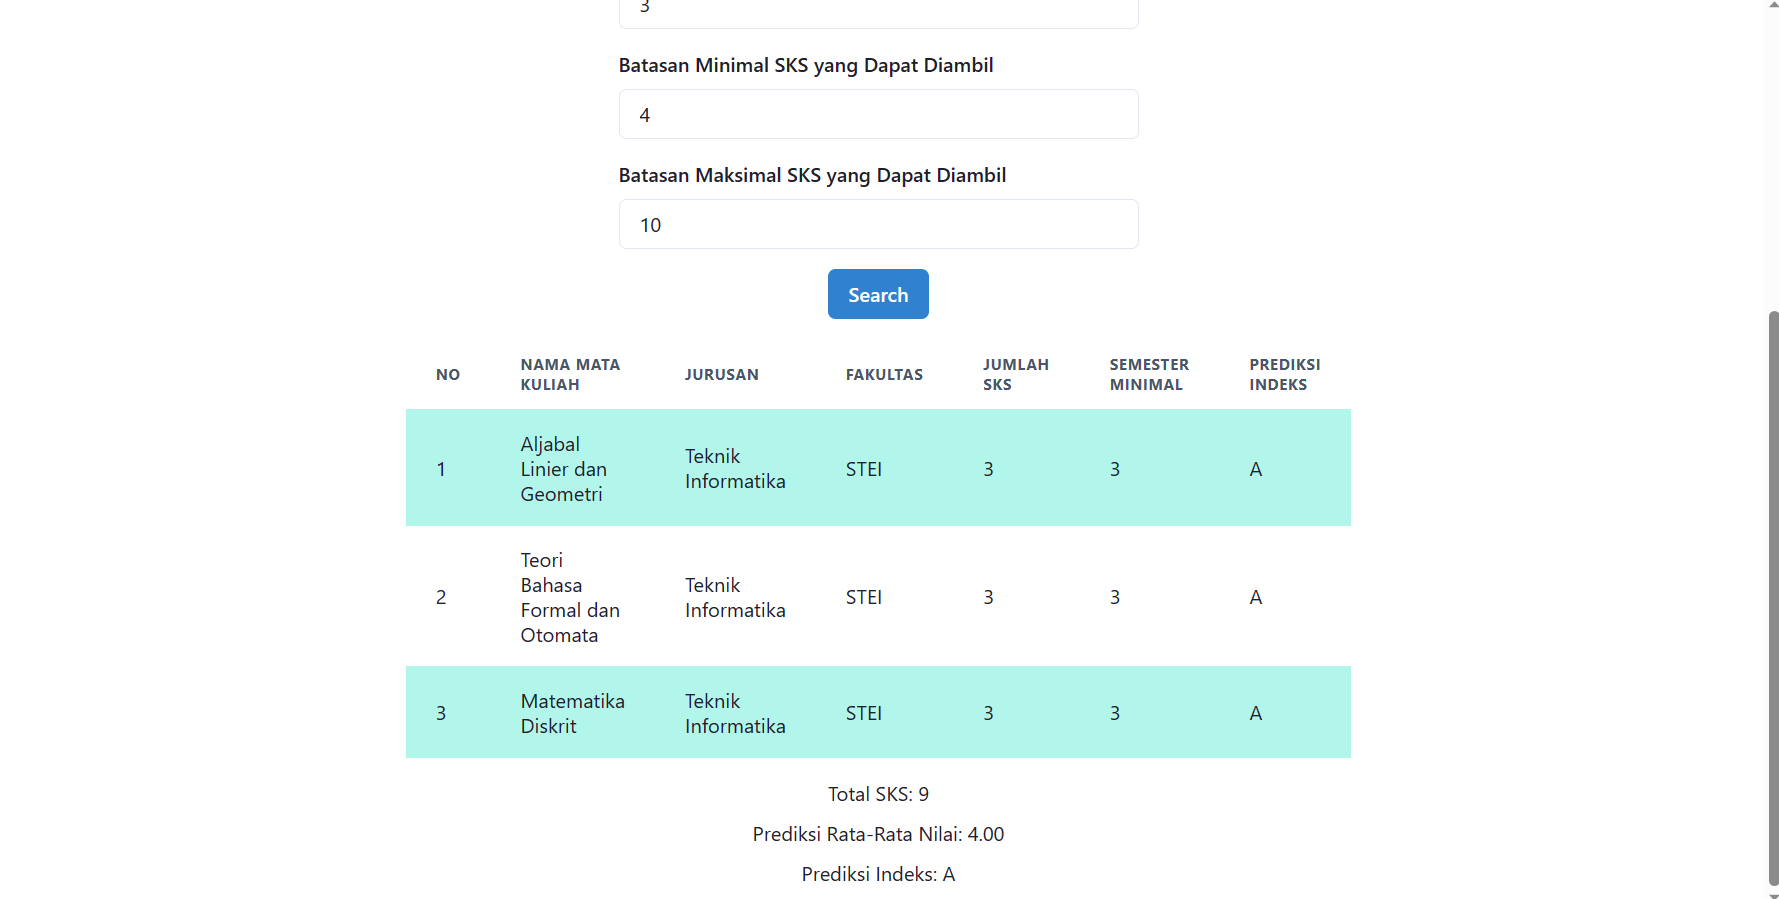 3
Batasan Minimal SKS yang Dapat Diambil
4
Batasan Maksimal SKS yang Dapat Diambil
10
Search
NO NAMA MATA KULIAH JURUSAN FAKULTAS JUMLAH SKS SEMESTER MINIMAL PREDIKSI INDEKS
1 Aljabal Linier dan Geometri Teknik Informatika STEI 3 3 A
2 Teori Bahasa Formal dan Otomata Teknik Informatika STEI 3 3 A
3 Matematika Diskrit Teknik Informatika STEI 3 3 A
Total SKS: 9
Prediksi Rata-Rata Nilai: 4.00
Prediksi Indeks: A